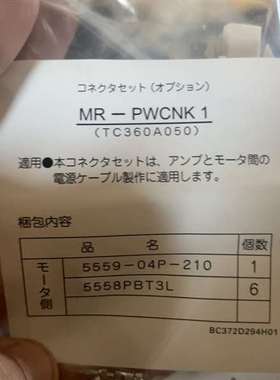 コネクタセット(オプション)
MR－PWCNK1
(TC360A050)
適用●本コネクタセットは、アンプとモータ間の
電源ケーブル製作に適用します。
梱包内容
品 名 個数
モータ側
5559-04P-210 1
5558PBT3L 6
BC372D294H01